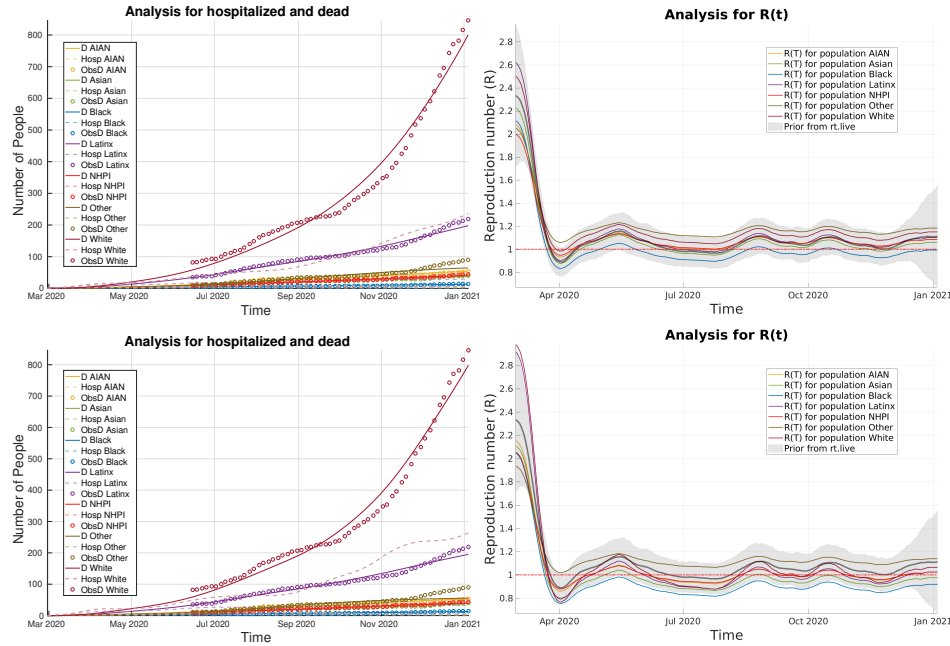 Analysis for hospitalized and dead
Number of People
800
700
600
500
400
300
200
100
0
D AIAN
Hosp AIAN
ObsD AIAN
D Asian
Hosp Asian
ObsD Asian
D Black
Hosp Black
ObsD Black
D Latinx
Hosp Latinx
ObsD Latinx
D NHPI
Hosp NHPI
ObsD NHPI
D Other
Hosp Other
ObsD Other
D White
Hosp White
ObsD White
Mar 2020 May 2020 Jul 2020 Sep 2020 Nov 2020 Jan 2021
Time
Analysis for R(t)
Reproduction number (R)
2.8
2.6
2.4
2.2
2
1.8
1.6
1.4
1.2
1
0.8
R(T) for population AIAN
R(T) for population Asian
R(T) for population Black
R(T) for population Latinx
R(T) for population NHPI
R(T) for population Other
R(T) for population White
Prior from rt.live
Apr 2020 Jul 2020 Oct 2020 Jan 2021
Time
Analysis for hospitalized and dead
Number of People
800
700
600
500
400
300
200
100
0
D AIAN
Hosp AIAN
ObsD AIAN
D Asian
Hosp Asian
ObsD Asian
D Black
Hosp Black
ObsD Black
D Latinx
Hosp Latinx
ObsD Latinx
D NHPI
Hosp NHPI
ObsD NHPI
D Other
Hosp Other
ObsD Other
D White
Hosp White
ObsD White
Mar 2020 May 2020 Jul 2020 Sep 2020 Nov 2020 Jan 2021
Time
Analysis for R(t)
Reproduction number (R)
2.8
2.6
2.4
2.2
2
1.8
1.6
1.4
1.2
1
0.8
R(T) for population AIAN
R(T) for population Asian
R(T) for population Black
R(T) for population Latinx
R(T) for population NHPI
R(T) for population Other
R(T) for population White
Prior from rt.live
Apr 2020 Jul 2020 Oct 2020 Jan 2021
Time